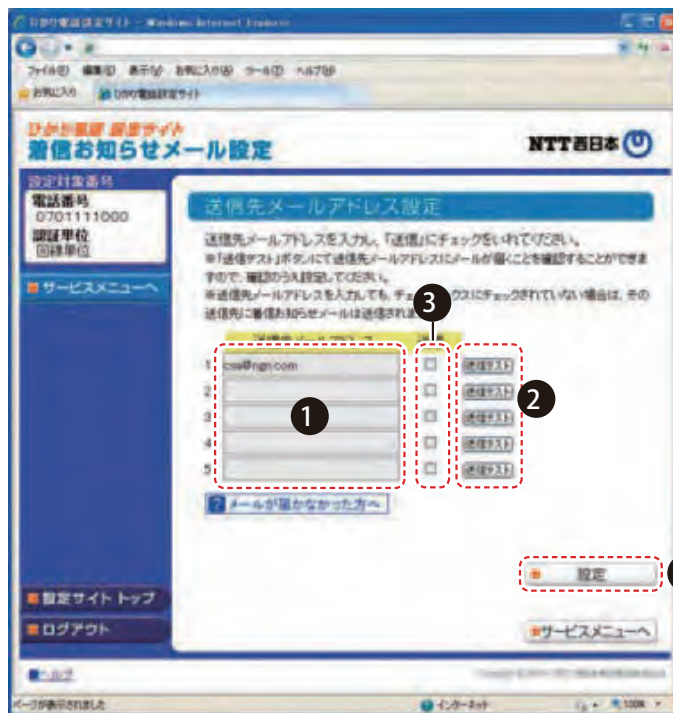 ひかり電話設定サイト - Windows Internet Explorer
ファイル(F) 編集(E) 表示(V) お気に入り(A) ツール(T) ヘルプ(H)
お気に入り ひかり電話設定サイト
ひかり電話 設定サイト
着信お知らせメール設定
NTT西日本
設定対象番号
電話番号
0701111000
認証単位
回線単位
サービスメニューへ
送信先メールアドレス設定
送信先メールアドレスを入力し、「送信」にチェックをいれてください。
※「送信テスト」ボタンにて送信先メールアドレスにメールが届くことを確認することができま
すので、確認のうえ設定してください。
※送信先メールアドレスを入力しても、チェ クスにチェックされていない場合は、その
送信先に着信お知らせメールは送信されま
3
送信先メールアドレス
1 csa@ngn.com 送信テスト
2 送信テスト
3 送信テスト
4 送信テスト
5 送信テスト
1
2
? メールが届かなかった方へ
設定
設定サイト トップ
ログアウト
サービスメニューへ
ヘルプ
ページが表示されました
インターネット
100%